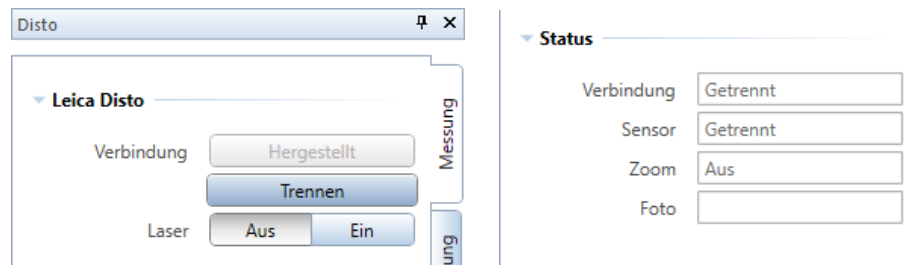 Disto
Leica Disto
Verbindung Hergestellt
Trennen
Laser Aus Ein
Messung
ung
Status
Verbindung Getrennt
Sensor Getrennt
Zoom Aus
Foto